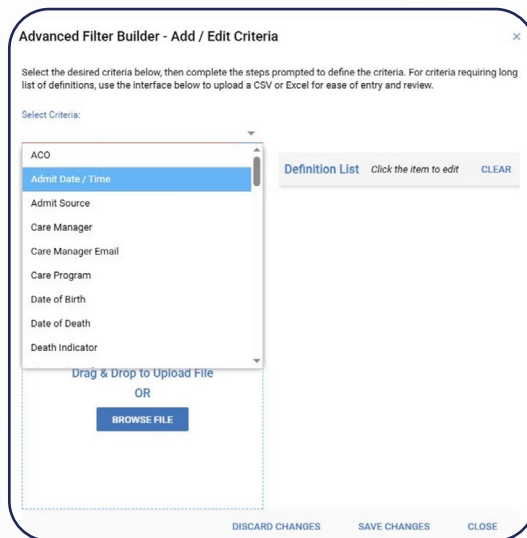 Advanced Filter Builder - Add / Edit Criteria
×
Select the desired criteria below, then complete the steps prompted to define the criteria. For criteria requiring long
list of definitions, use the interface below to upload a CSV or Excel for ease of entry and review.
Select Criteria:
ACO
Admit Date / Time
Admit Source
Care Manager
Care Manager Email
Care Program
Date of Birth
Date of Death
Death Indicator
Definition List Click the item to edit CLEAR
Drag & Drop to Upload File
OR
BROWSE FILE
DISCARD CHANGES SAVE CHANGES CLOSE